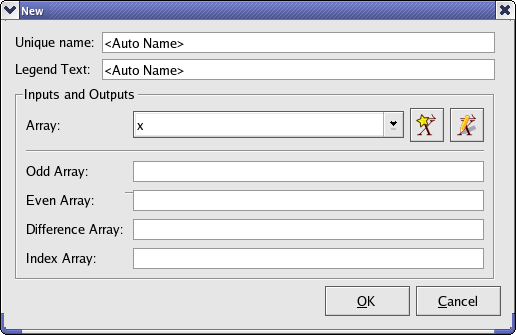 New
Unique name: <Auto Name>
Legend Text: <Auto Name>
Inputs and Outputs
Array: x
Odd Array:
Even Array:
Difference Array:
Index Array:
OK Cancel